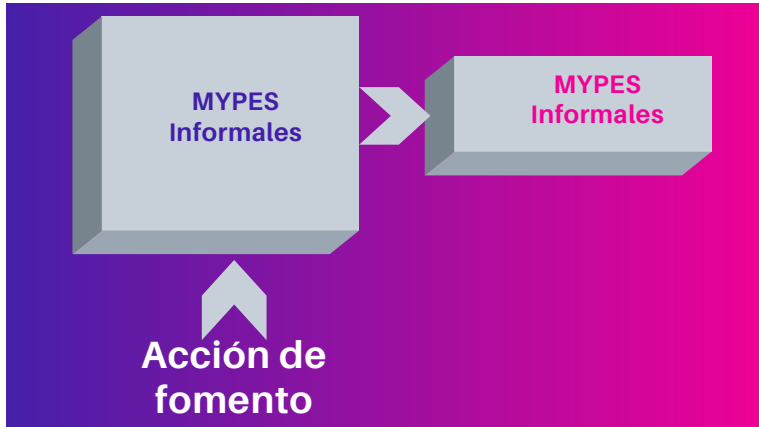 MYPES
Informales
MYPES
Informales
Acción de
fomento